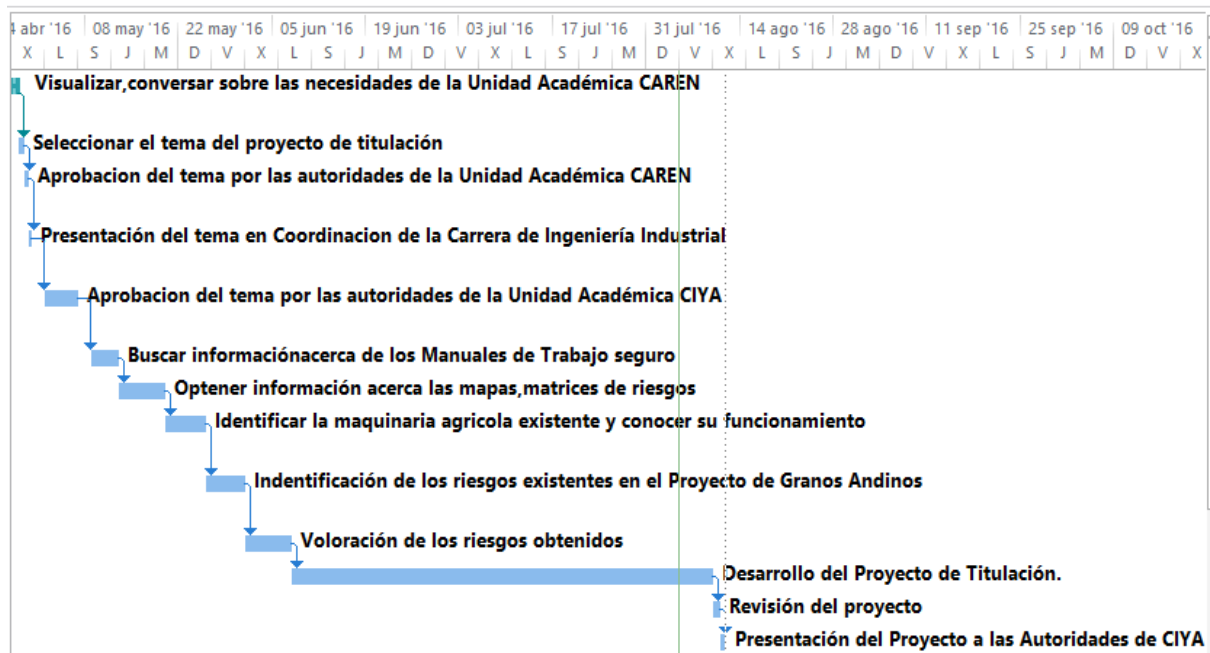 4 abr '16 08 may '16 22 may '16 05 jun '16 19 jun '16 03 jul '16 17 jul '16 31 jul '16 14 ago '16 28 ago '16 11 sep '16 25 sep '16 09 oct '16
X L S J M D V X L S J M D V X L S J M D V X L S J M D V X L S J M D V X
Visualizar,conversar sobre las necesidades de la Unidad Académica CAREN
Seleccionar el tema del proyecto de titulación
Aprobacion del tema por las autoridades de la Unidad Académica CAREN
Presentación del tema en Coordinacion de la Carrera de Ingeniería Industrial
Aprobacion del tema por las autoridades de la Unidad Académica CIYA
Buscar informaciónacerca de los Manuales de Trabajo seguro
Optener información acerca las mapas,matrices de riesgos
Identificar la maquinaria agricola existente y conocer su funcionamiento
Indentificación de los riesgos existentes en el Proyecto de Granos Andinos
Voloración de los riesgos obtenidos
Desarrollo del Proyecto de Titulación.
Revisión del proyecto
Presentación del Proyecto a las Autoridades de CIYA